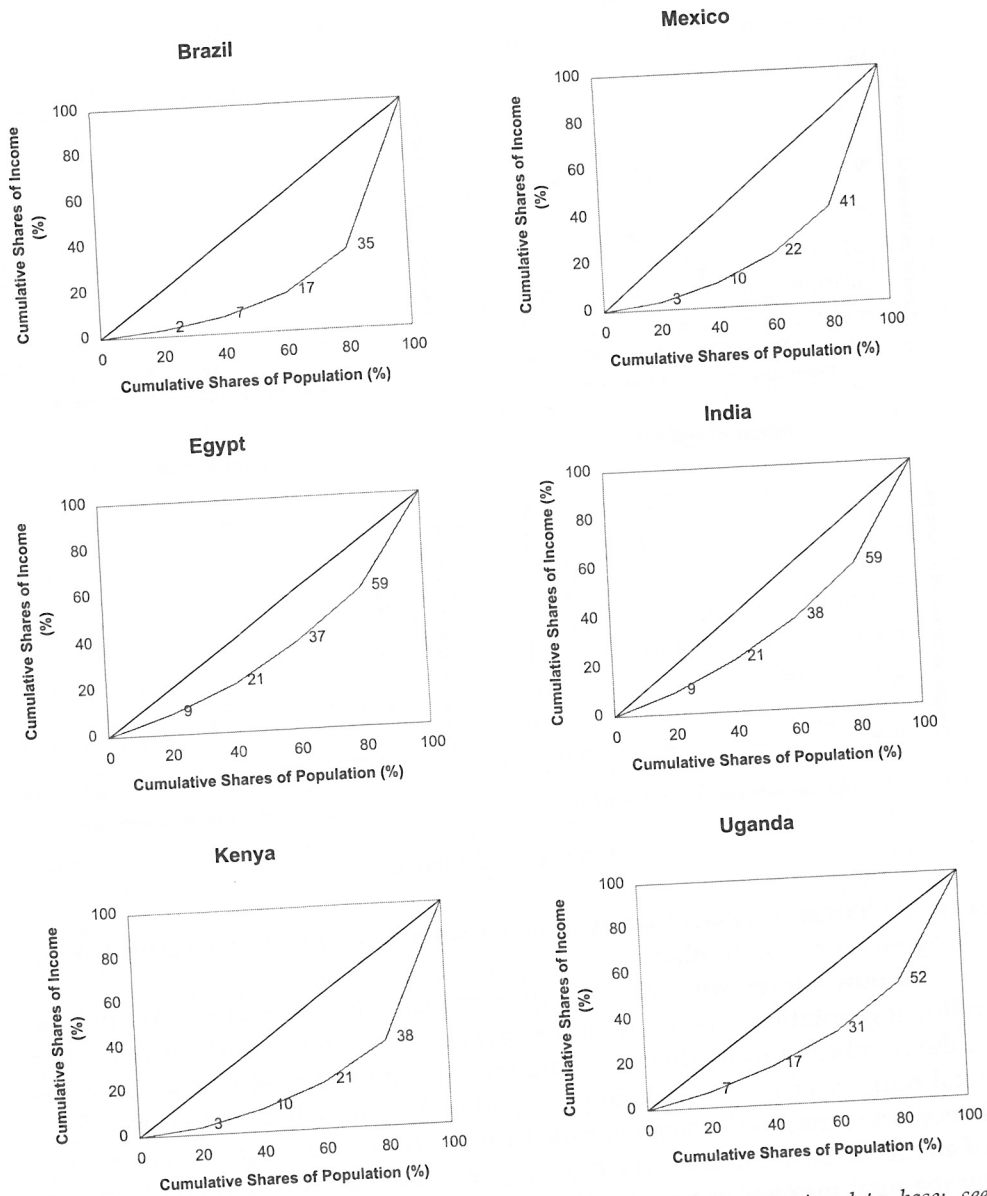 Brazil
Cumulative Shares of Income
(%)
100
80
60
40
20
0
2
7
17
35
0 20 40 60 80 100
Cumulative Shares of Population (%)
Mexico
Cumulative Shares of Income
(%)
100
80
60
40
20
0
3
10
22
41
0 20 40 60 80 100
Cumulative Shares of Population (%)
Egypt
Cumulative Shares of Income
(%)
100
80
60
40
20
0
9
21
37
59
0 20 40 60 80 100
Cumulative Shares of Population (%)
India
Cumulative Shares of Income (%)
100
80
60
40
20
0
9
21
38
59
0 20 40 60 80 100
Cumulative Shares of Population (%)
Kenya
Cumulative Shares of Income
(%)
100
80
60
40
20
0
3
10
21
38
0 20 40 60 80 100
Cumulative Shares of Population (%)
Uganda
Cumulative Shares of Income
(%)
100
80
60
40
20
0
7
17
31
52
0 20 40 60 80 100
Cumulative Shares of Population (%)
base; see